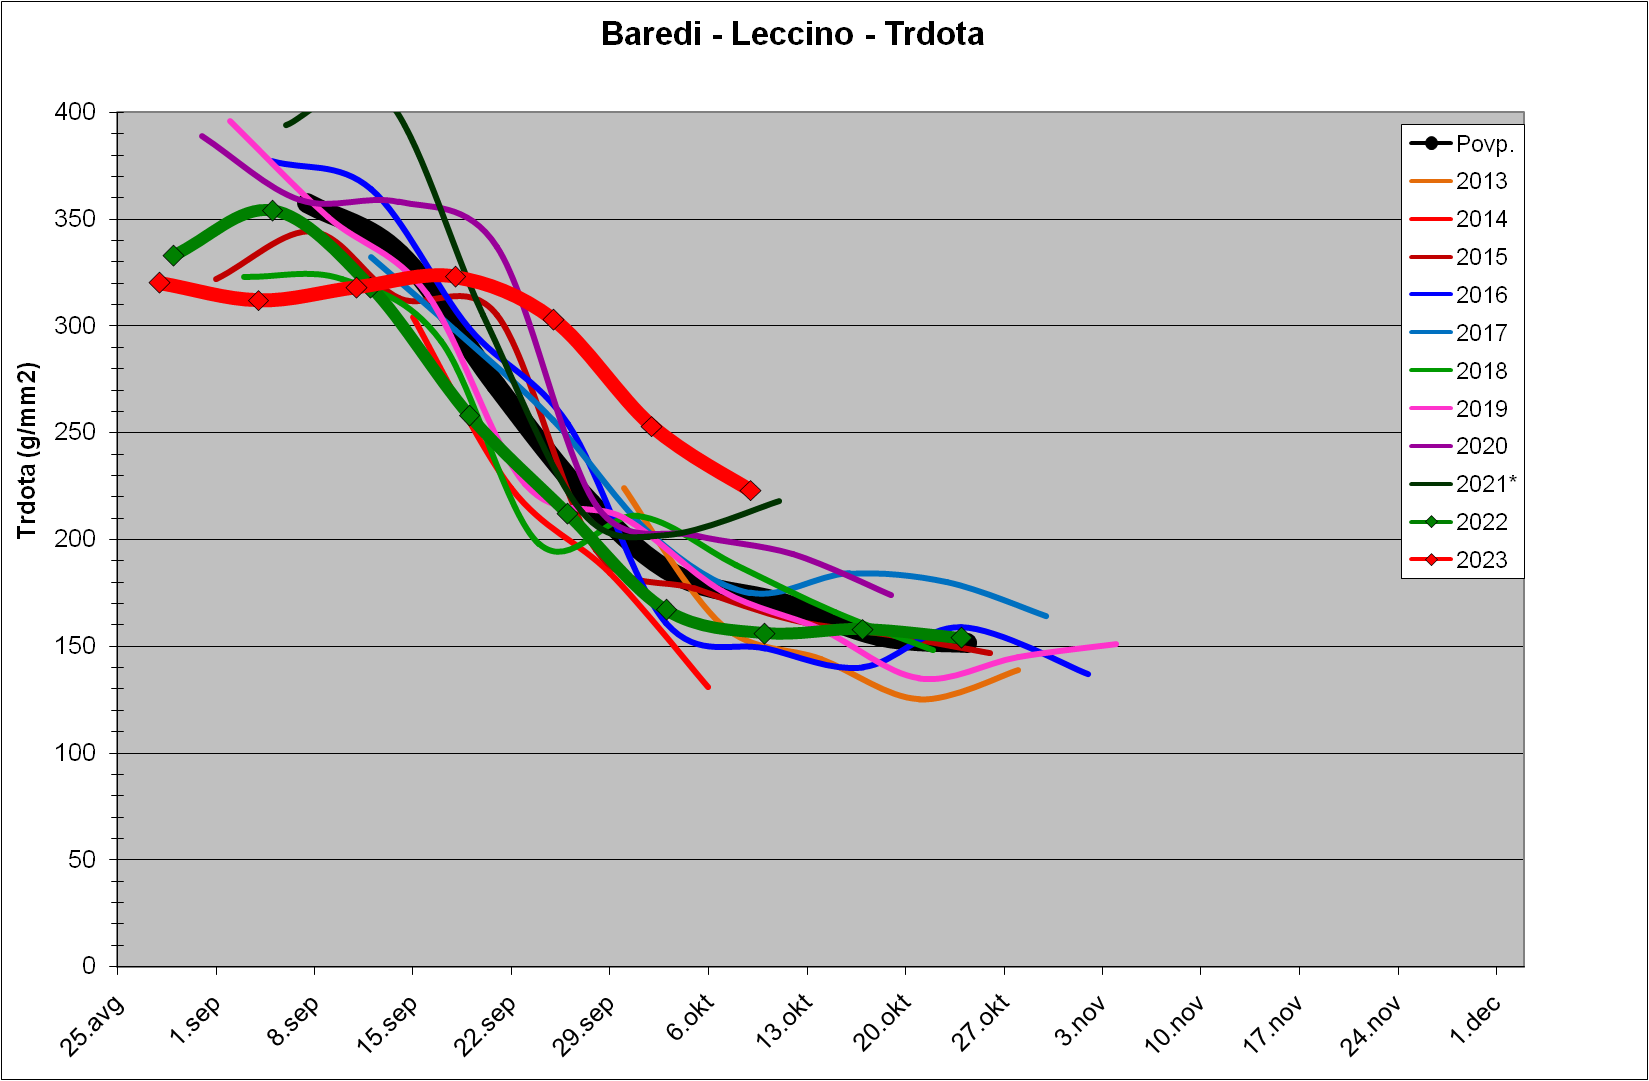 Baredi - Leccino - Trdota
Trdota (g/mm2)
400
350
300
250
200
150
100
50
0
25.avg
1.sep
8.sep
15.sep
22.sep
29.sep
6.okt
13.okt
20.okt
27.okt
3.nov
10.nov
17.nov
24.nov
1.dec
Povp.
2013
2014
2015
2016
2017
2018
2019
2020
2021*
2022
2023